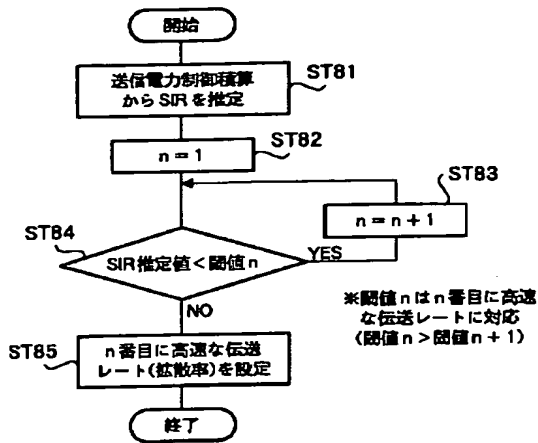 開始
送信電力制御積算
からSIRを推定
ST81
n=1
ST82
ST83
n=n+1
ST84
SIR推定値<閾値n
YES
NO
※閾値nはn番目に高速
な伝送レートに対応
(閾値n>閾値n+1)
ST85
n番目に高速な伝送
レート(拡散率)を設定
終了